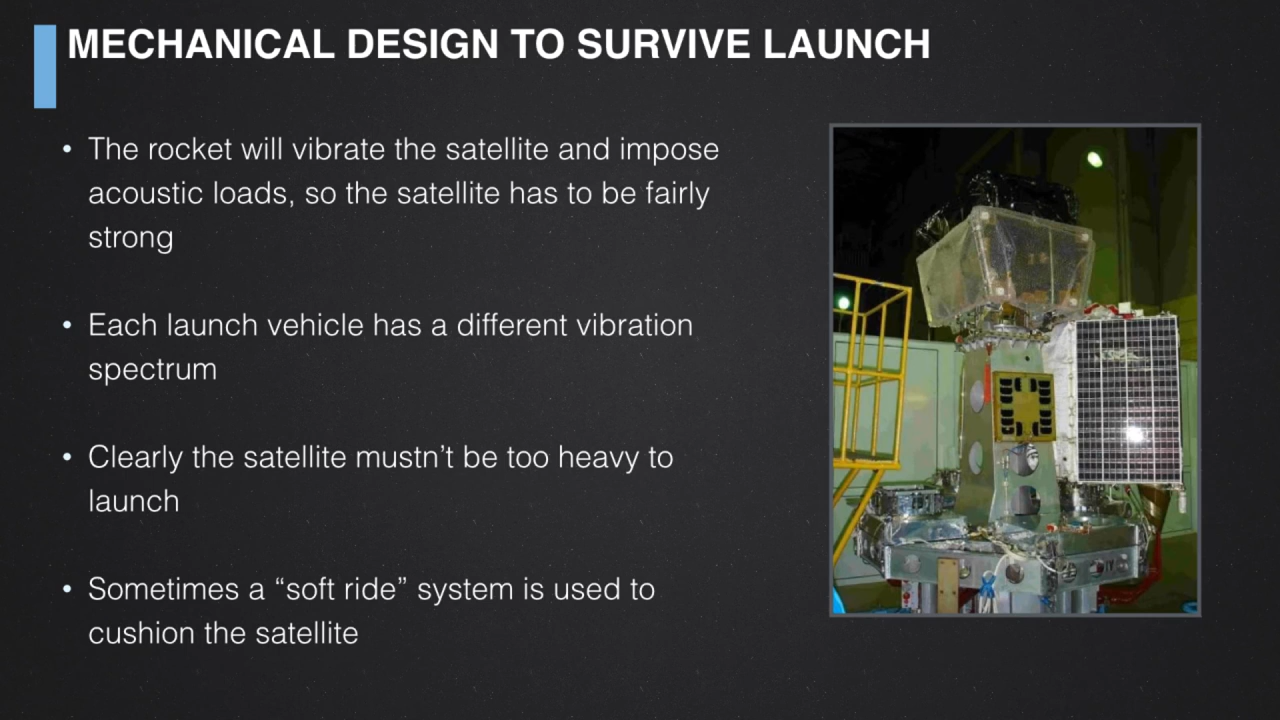 MECHANICAL DESIGN TO SURVIVE LAUNCH
• The rocket will vibrate the satellite and impose
acoustic loads, so the satellite has to be fairly
strong
• Each launch vehicle has a different vibration
spectrum
• Clearly the satellite mustn’t be too heavy to
launch
• Sometimes a “soft ride” system is used to
cushion the satellite